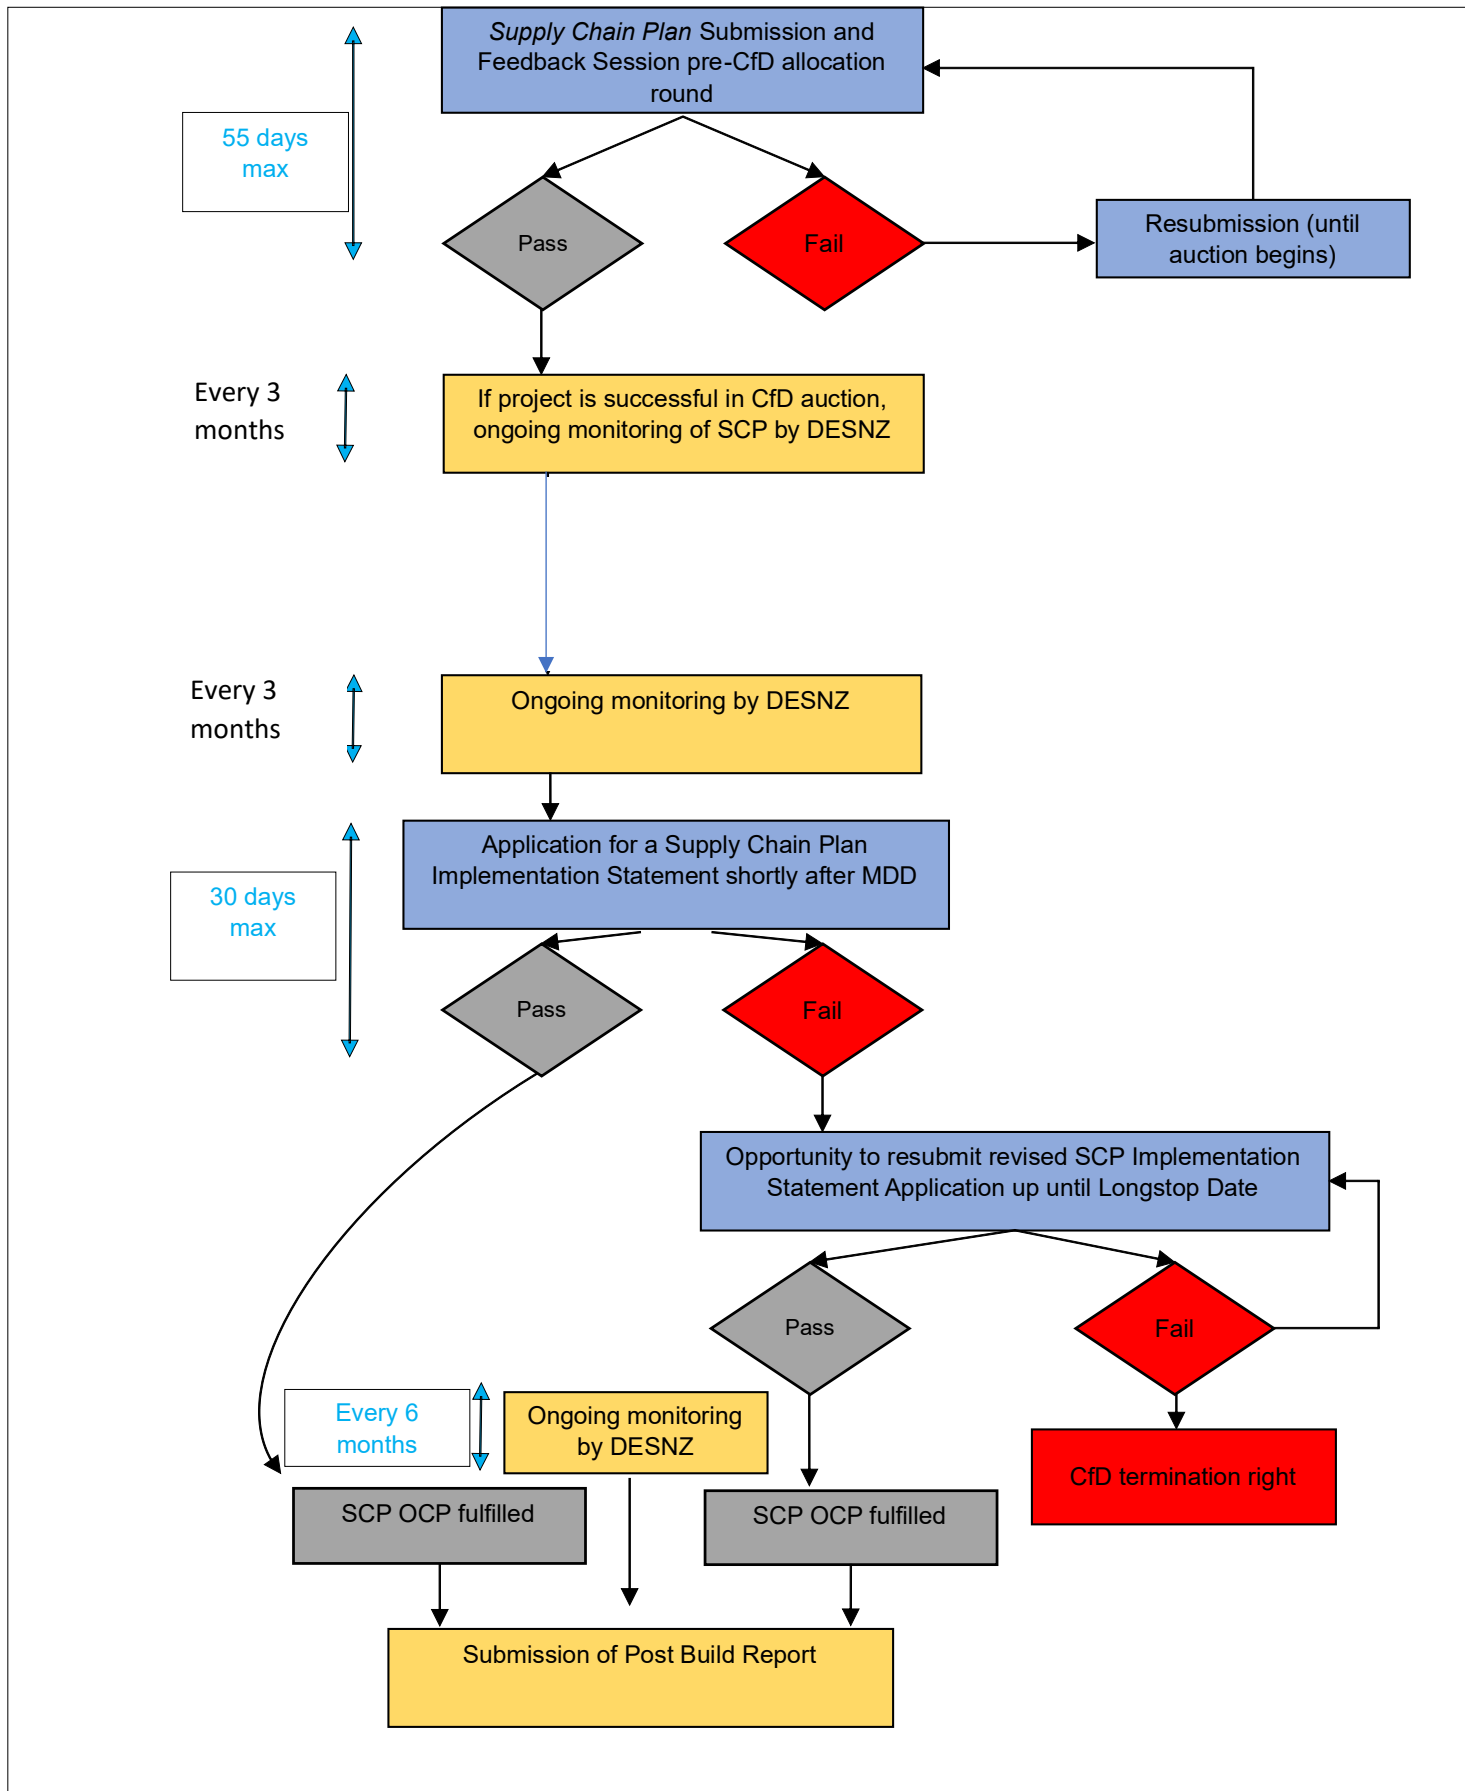 Supply Chain Plan Submission and
Feedback Session pre-CfD allocation
round
55 days
max
Pass
Fail
Resubmission (until
auction begins)
Every 3
months
If project is successful in CfD auction,
ongoing monitoring of SCP by DESNZ
Every 3
months
Ongoing monitoring by DESNZ
Application for a Supply Chain Plan
Implementation Statement shortly after MDD
30 days
max
Pass
Fail
Opportunity to resubmit revised SCP Implementation
Statement Application up until Longstop Date
Pass
Fail
Every 6
months
Ongoing monitoring
by DESNZ
CfD termination right
SCP OCP fulfilled
SCP OCP fulfilled
Submission of Post Build Report